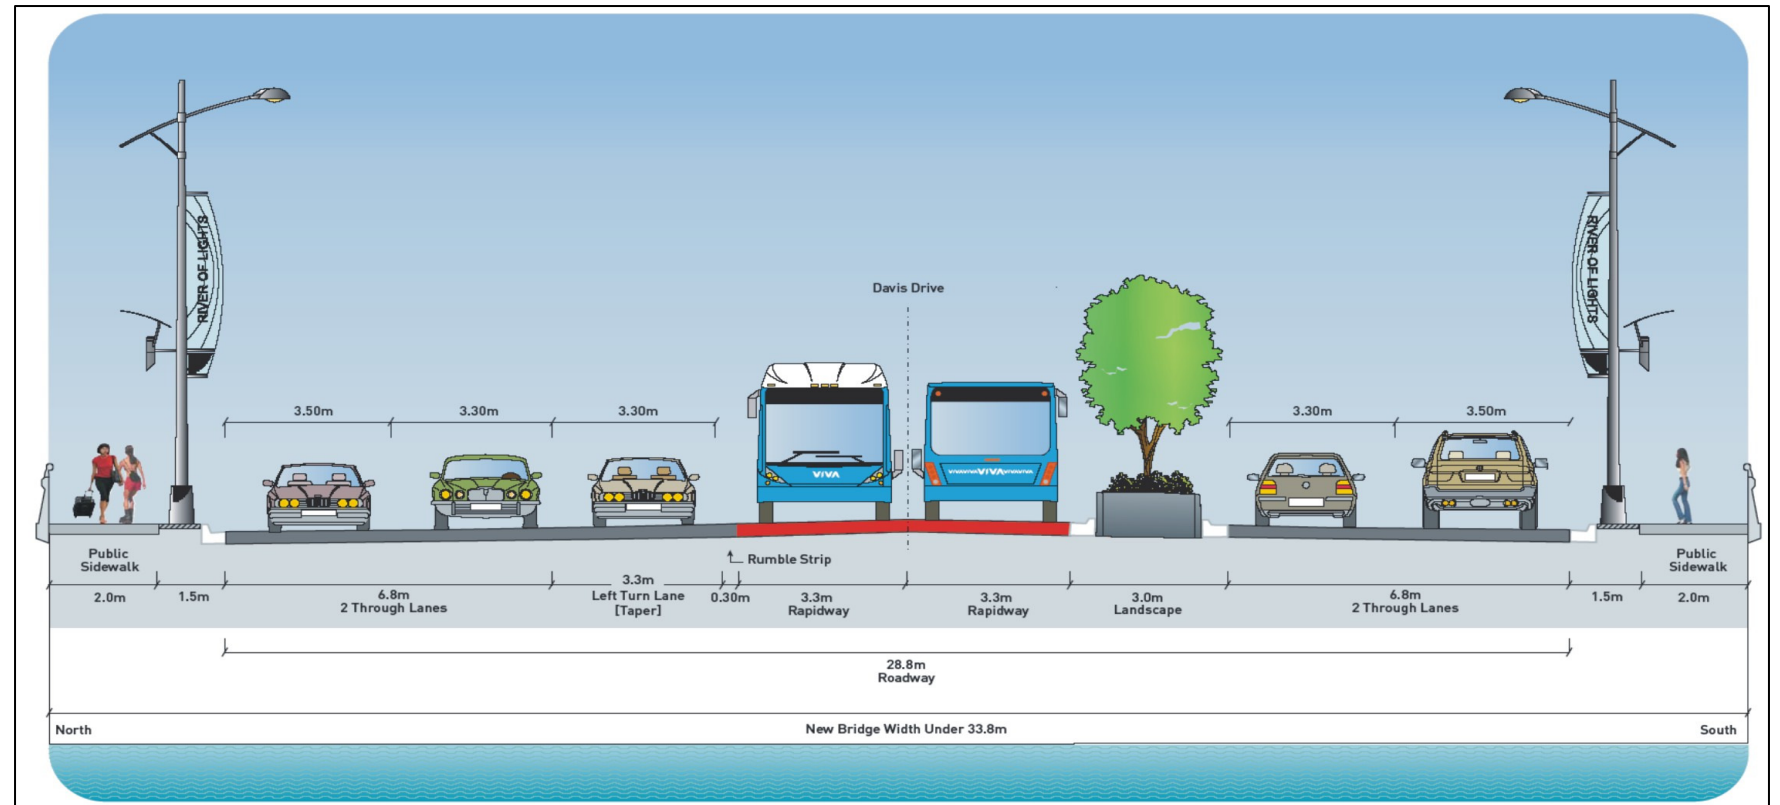 Davis Drive
RIVER OF LIGHTS
RIVER OF LIGHTS
3.50m
3.30m
3.30m
3.30m
3.50m
VIVA
VIVA
Public
Sidewalk
Rumble Strip
Public
Sidewalk
2.0m
1.5m
6.8m
2 Through Lanes
3.3m
Left Turn Lane
[Taper]
0.30m
3.3m
Rapidway
3.3m
Rapidway
3.0m
Landscape
6.8m
2 Through Lanes
1.5m
2.0m
28.8m
Roadway
North
New Bridge Width Under 33.8m
South